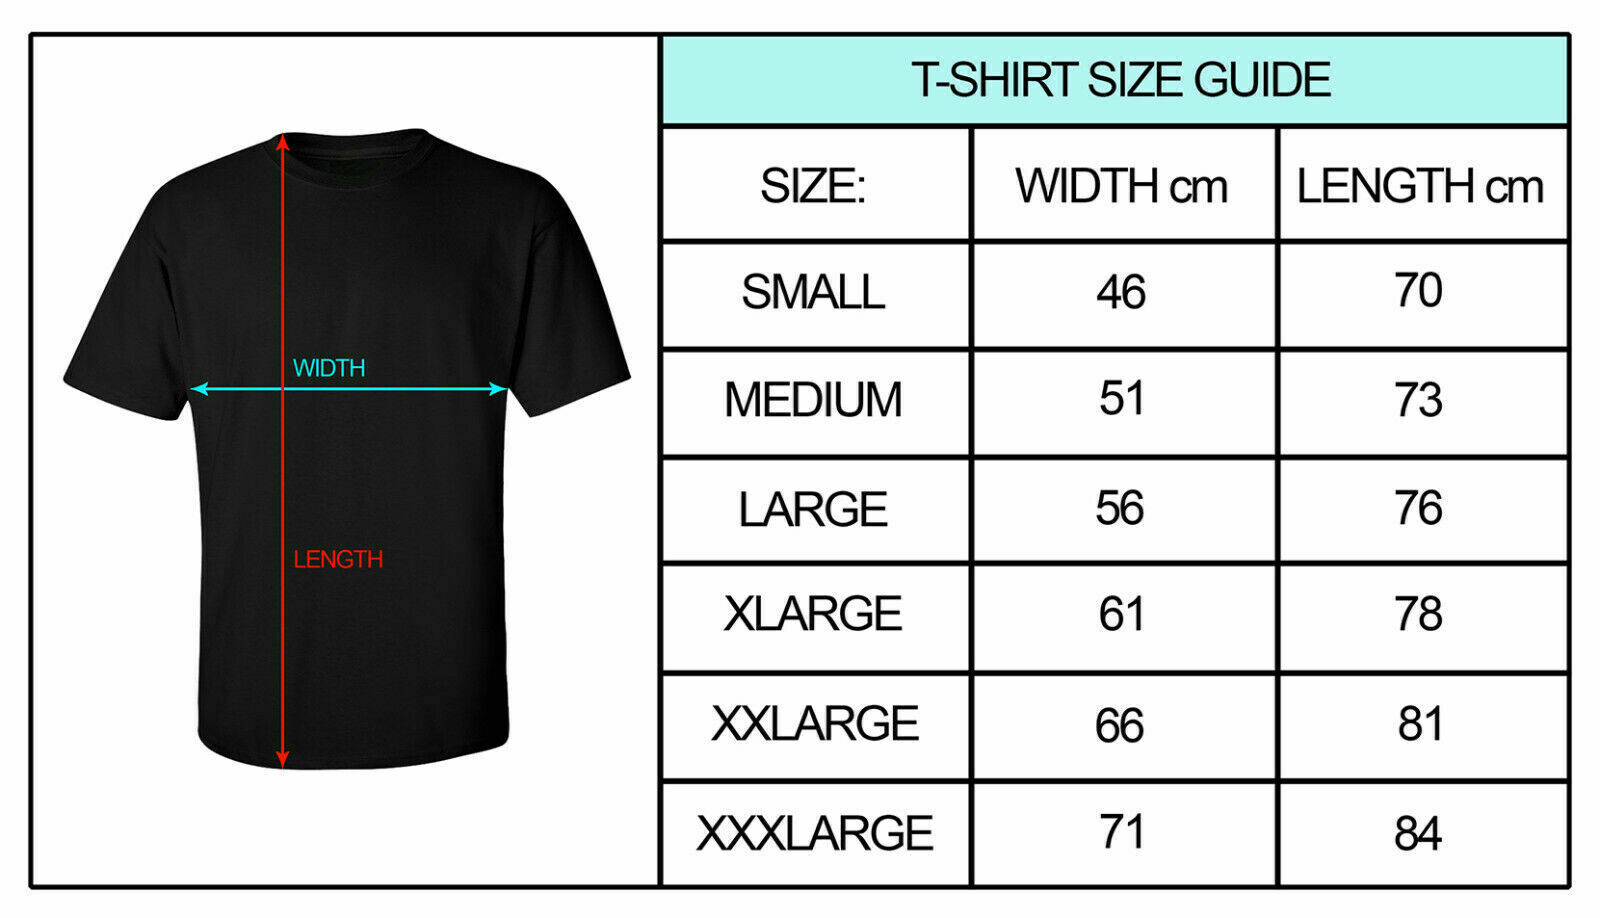 T-SHIRT SIZE GUIDE
SIZE: WIDTH cm LENGTH cm
SMALL 46 70
MEDIUM 51 73
LARGE 56 76
XLARGE 61 78
XXLARGE 66 81
XXXLARGE 71 84
WIDTH
LENGTH